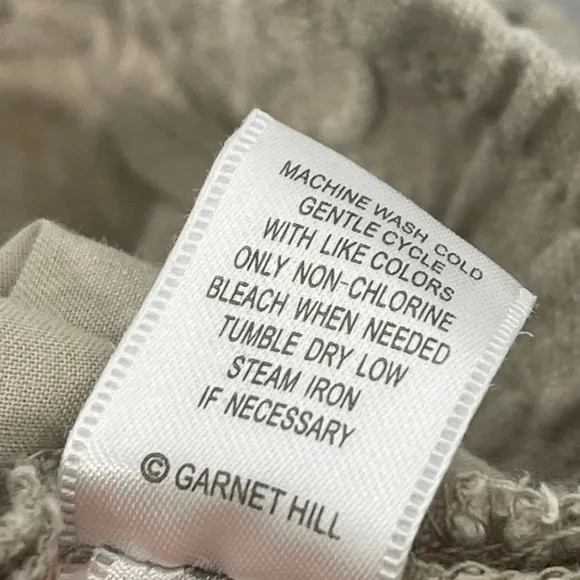 MACHINE WASH COLD
GENTLE CYCLE
WITH LIKE COLORS
ONLY NON-CHLORINE
BLEACH WHEN NEEDED
TUMBLE DRY LOW
STEAM IRON
IF NECESSARY
© GARNET HILL